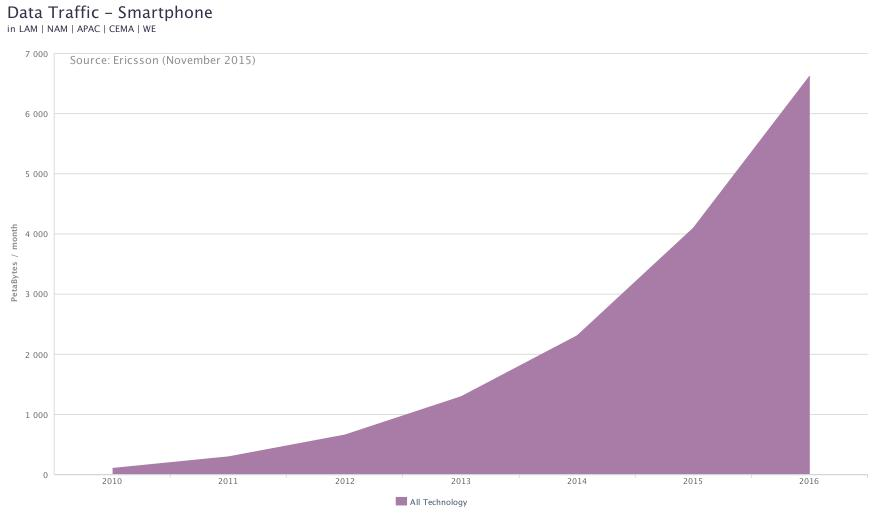 Data Traffic – Smartphone
in LAM | NAM | APAC | CEMA | WE
Source: Ericsson (November 2015)
7 000
6 000
5 000
4 000
3 000
2 000
1 000
0
PetaBytes / month
2010 2011 2012 2013 2014 2015 2016
All Technology